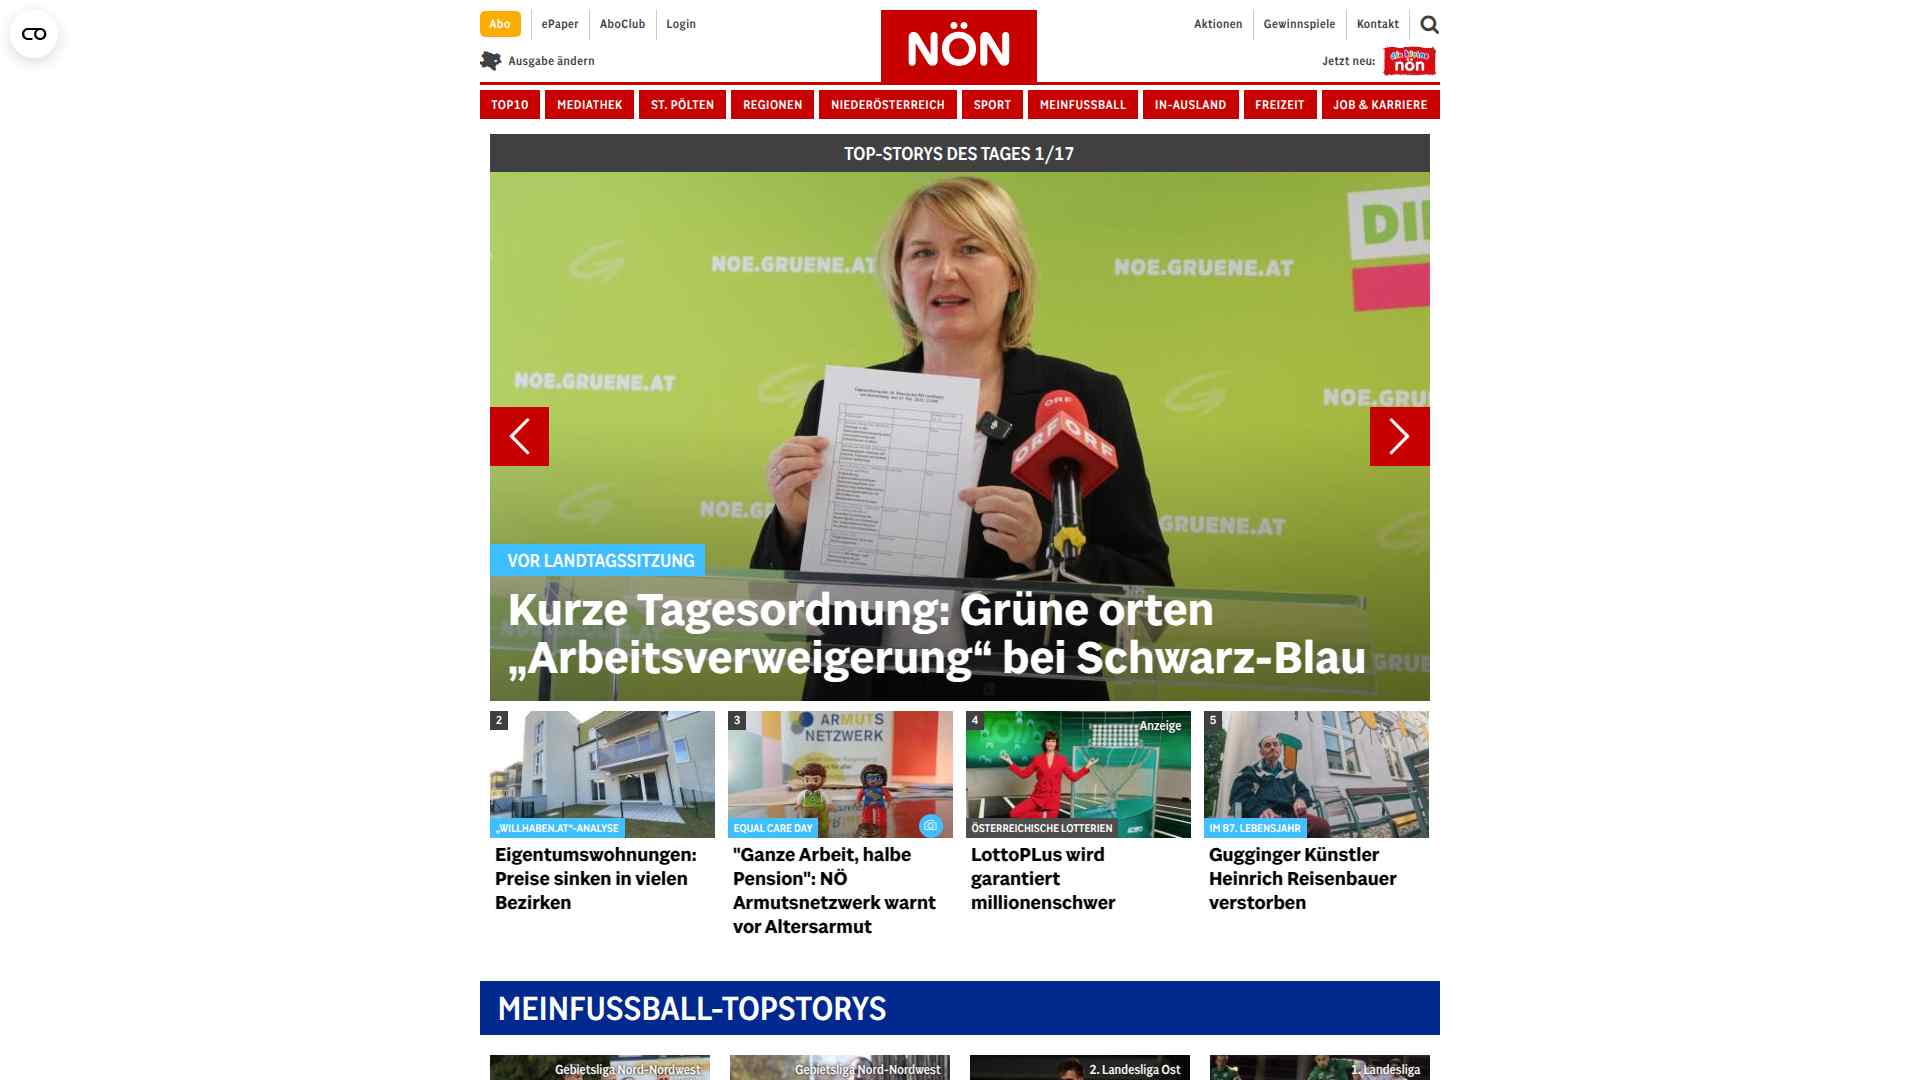 Abo
ePaper
AboClub
Login
NÖN
Aktionen
Gewinnspiele
Kontakt
Ausgabe ändern
Jetzt neu:
die kleine
nön
TOP10
MEDIATHEK
ST. PÖLTEN
REGIONEN
NIEDERÖSTERREICH
SPORT
MEINFUSSBALL
IN-AUSLAND
FREIZEIT
JOB & KARRIERE
TOP-STORYS DES TAGES 1/17
NOE.GRUENE.AT
NOE.GRUENE.AT
NOE.GRUENE.AT
NOE.GRUENE.AT
ORF
ORF
ORF
GRUENE.AT
VOR LANDTAGSSITZUNG
Kurze Tagesordnung: Grüne orten
„Arbeitsverweigerung“ bei Schwarz-Blau
2
„WILLHABEN.AT“-ANALYSE
Eigentumswohnungen:
Preise sinken in vielen
Bezirken
3
ARMUTS
NETZWERK
EQUAL CARE DAY
"Ganze Arbeit, halbe
Pension": NÖ
Armutsnetzwerk warnt
vor Altersarmut
4
Anzeige
ÖSTERREICHISCHE LOTTERIEN
LottoPLus wird
garantiert
millionenschwer
5
IM 87. LEBENSJAHR
Gugginger Künstler
Heinrich Reisenbauer
verstorben
MEINFUSSBALL-TOPSTORYS
Gebietsliga Nord-Nordwest
Gebietsliga Nord-Nordwest
2. Landesliga Ost
1. Landesliga